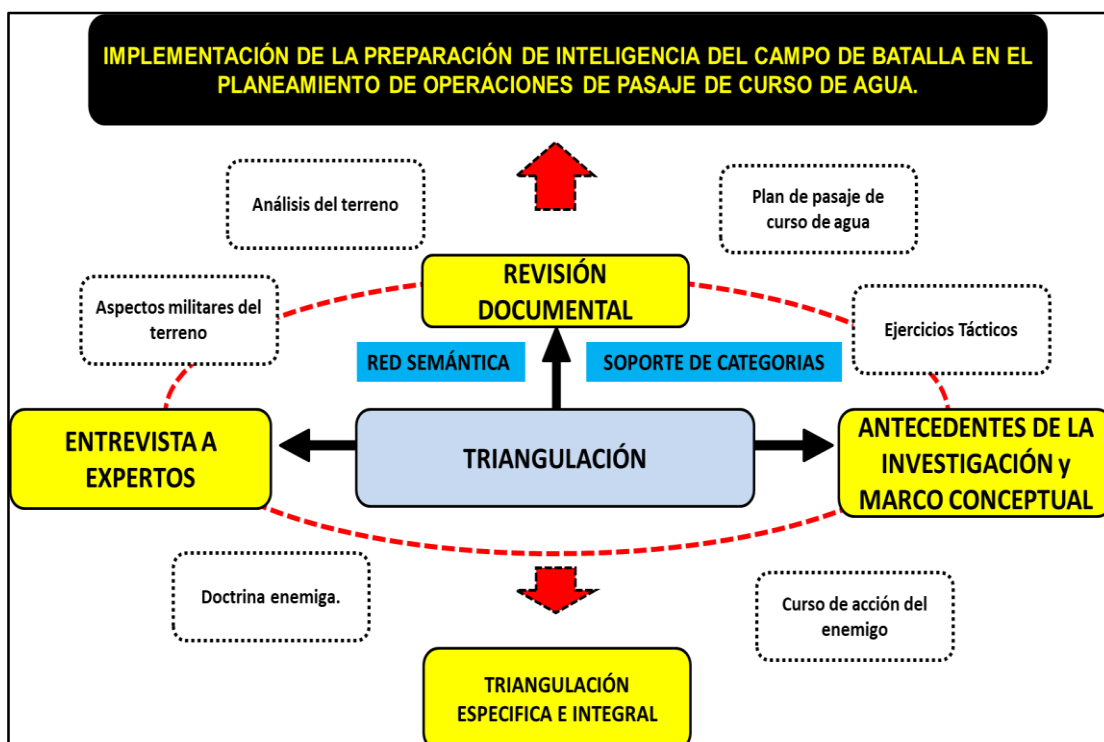 IMPLEMENTACIÓN DE LA PREPARACIÓN DE INTELIGENCIA DEL CAMPO DE BATALLA EN EL
PLANEAMIENTO DE OPERACIONES DE PASAJE DE CURSO DE AGUA.
Análisis del terreno
Plan de pasaje de
curso de agua
REVISIÓN
DOCUMENTAL
Aspectos militares del
terreno
Ejercicios Tácticos
RED SEMÁNTICA
SOPORTE DE CATEGORIAS
ENTREVISTA A
EXPERTOS
TRIANGULACIÓN
ANTECEDENTES DE LA
INVESTIGACIÓN y
MARCO CONCEPTUAL
Doctrina enemiga.
Curso de acción del
enemigo
TRIANGULACIÓN
ESPECIFICA E INTEGRAL